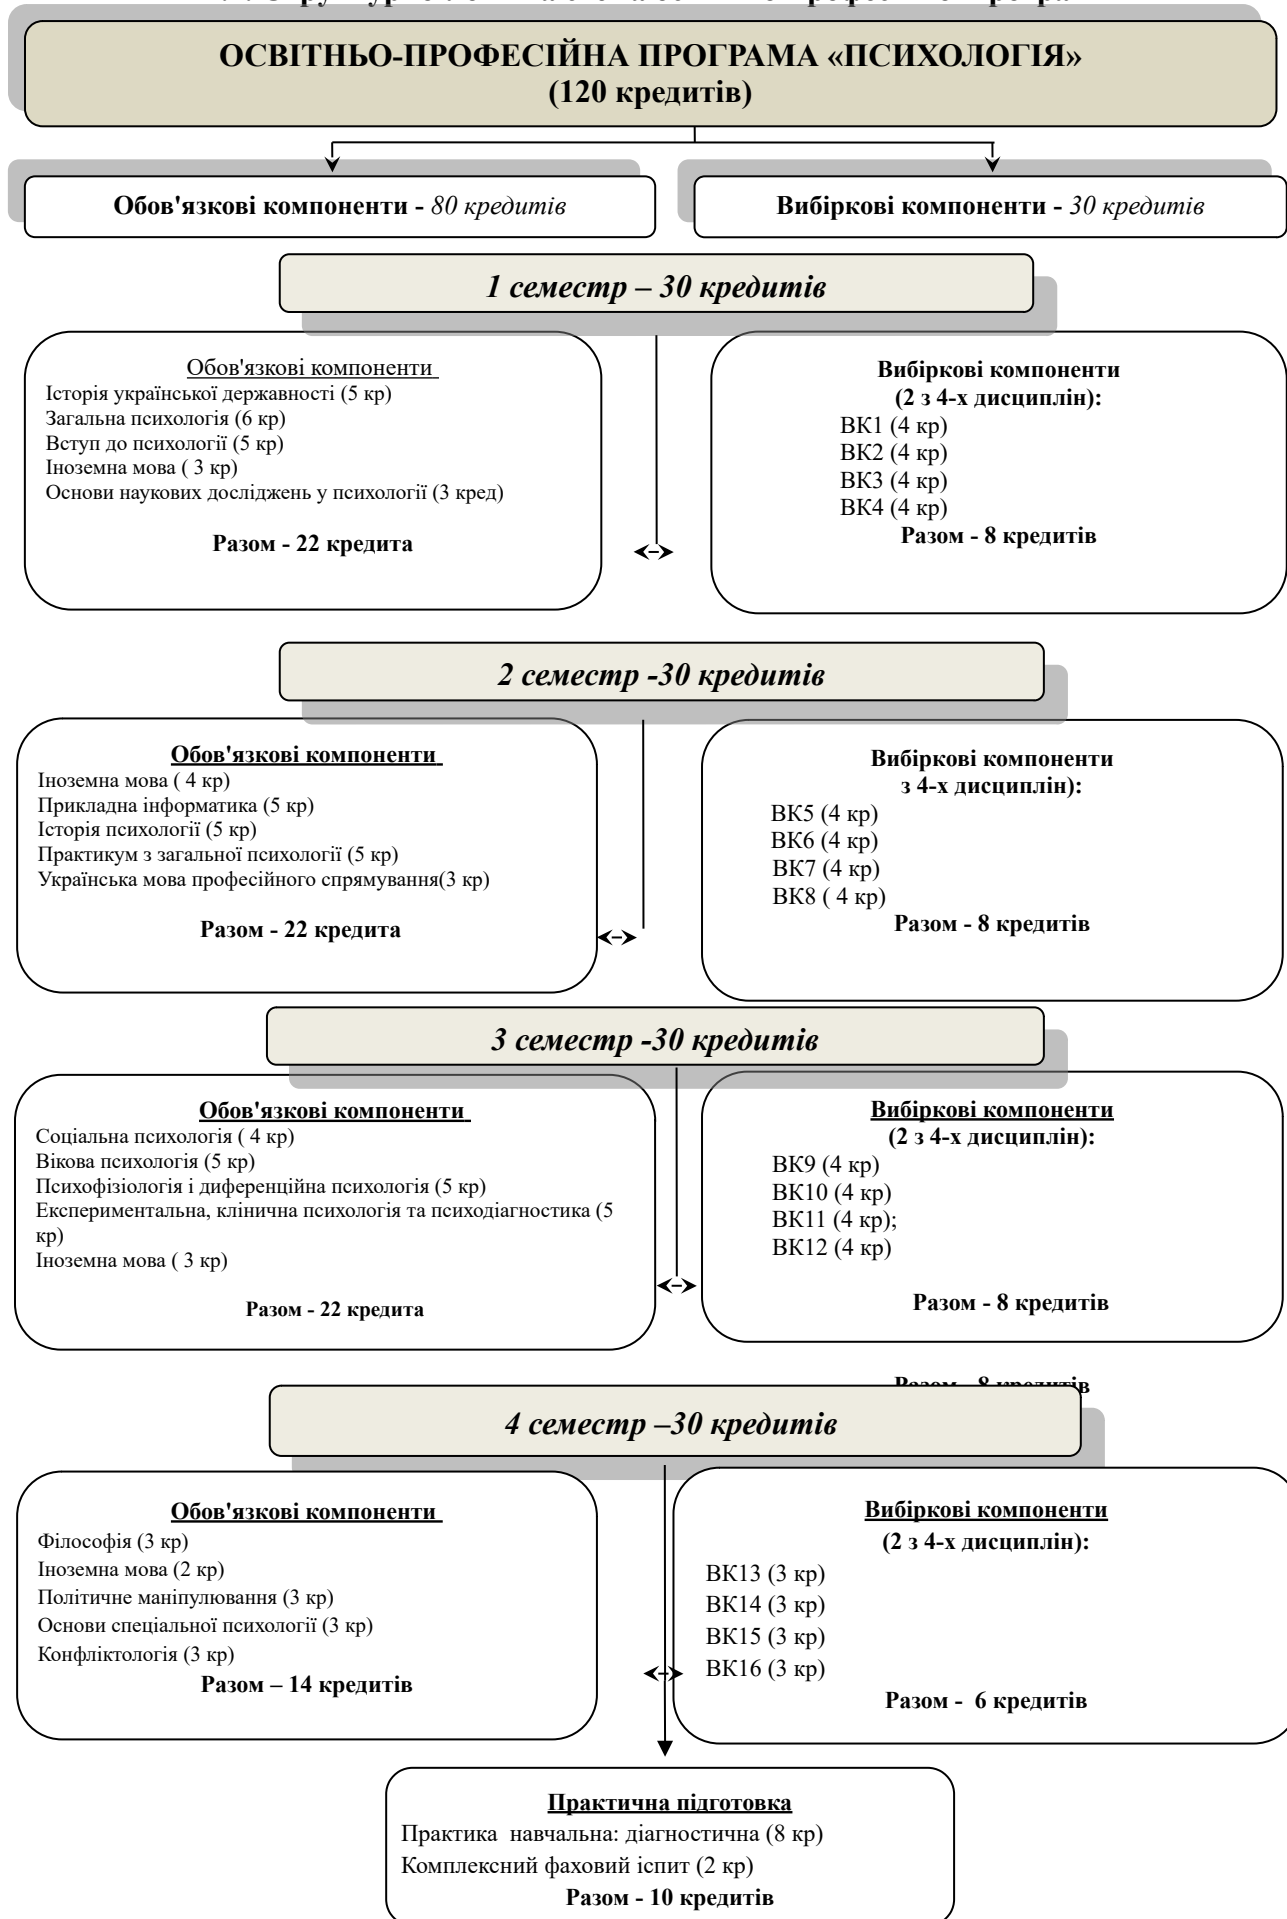 ОСВІТНЬО-ПРОФЕСІЙНА ПРОГРАМА «ПСИХОЛОГІЯ»
(120 кредитів)
Обов'язкові компоненти - 80 кредитів
Вибіркові компоненти - 30 кредитів
1 семестр – 30 кредитів
Обов'язкові компоненти
Історія української державності (5 кр)
Загальна психологія (6 кр)
Вступ до психології (5 кр)
Іноземна мова ( 3 кр)
Основи наукових досліджень у психології (3 кред)
Разом - 22 кредита
Вибіркові компоненти
(2 з 4-х дисциплін):
ВК1 (4 кр)
ВК2 (4 кр)
ВК3 (4 кр)
ВК4 (4 кр)
Разом - 8 кредитів
2 семестр -30 кредитів
Обов'язкові компоненти
Іноземна мова ( 4 кр)
Прикладна інформатика (5 кр)
Історія психології (5 кр)
Практикум з загальної психології (5 кр)
Українська мова професійного спрямування(3 кр)
Разом - 22 кредита
Вибіркові компоненти
з 4-х дисциплін):
ВК5 (4 кр)
ВК6 (4 кр)
ВК7 (4 кр)
ВК8 ( 4 кр)
Разом - 8 кредитів
3 семестр -30 кредитів
Обов'язкові компоненти
Соціальна психологія ( 4 кр)
Вікова психологія (5 кр)
Психофізіологія і диференційна психологія (5 кр)
Експериментальна, клінична психологія та психодіагностика (5
кр)
Іноземна мова ( 3 кр)
Разом - 22 кредита
Вибіркові компоненти
(2 з 4-х дисциплін):
ВК9 (4 кр)
ВК10 (4 кр)
ВК11 (4 кр);
ВК12 (4 кр)
Разом - 8 кредитів
Разом - 8 кредитів
4 семестр –30 кредитів
Обов'язкові компоненти
Філософія (3 кр)
Іноземна мова (2 кр)
Політичне маніпулювання (3 кр)
Основи спеціальної психології (3 кр)
Конфліктологія (3 кр)
Разом – 14 кредитів
Вибіркові компоненти
(2 з 4-х дисциплін):
ВК13 (3 кр)
ВК14 (3 кр)
ВК15 (3 кр)
ВК16 (3 кр)
Разом - 6 кредитів
Практична підготовка
Практика навчальна: діагностична (8 кр)
Комплексний фаховий іспит (2 кр)
Разом - 10 кредитів